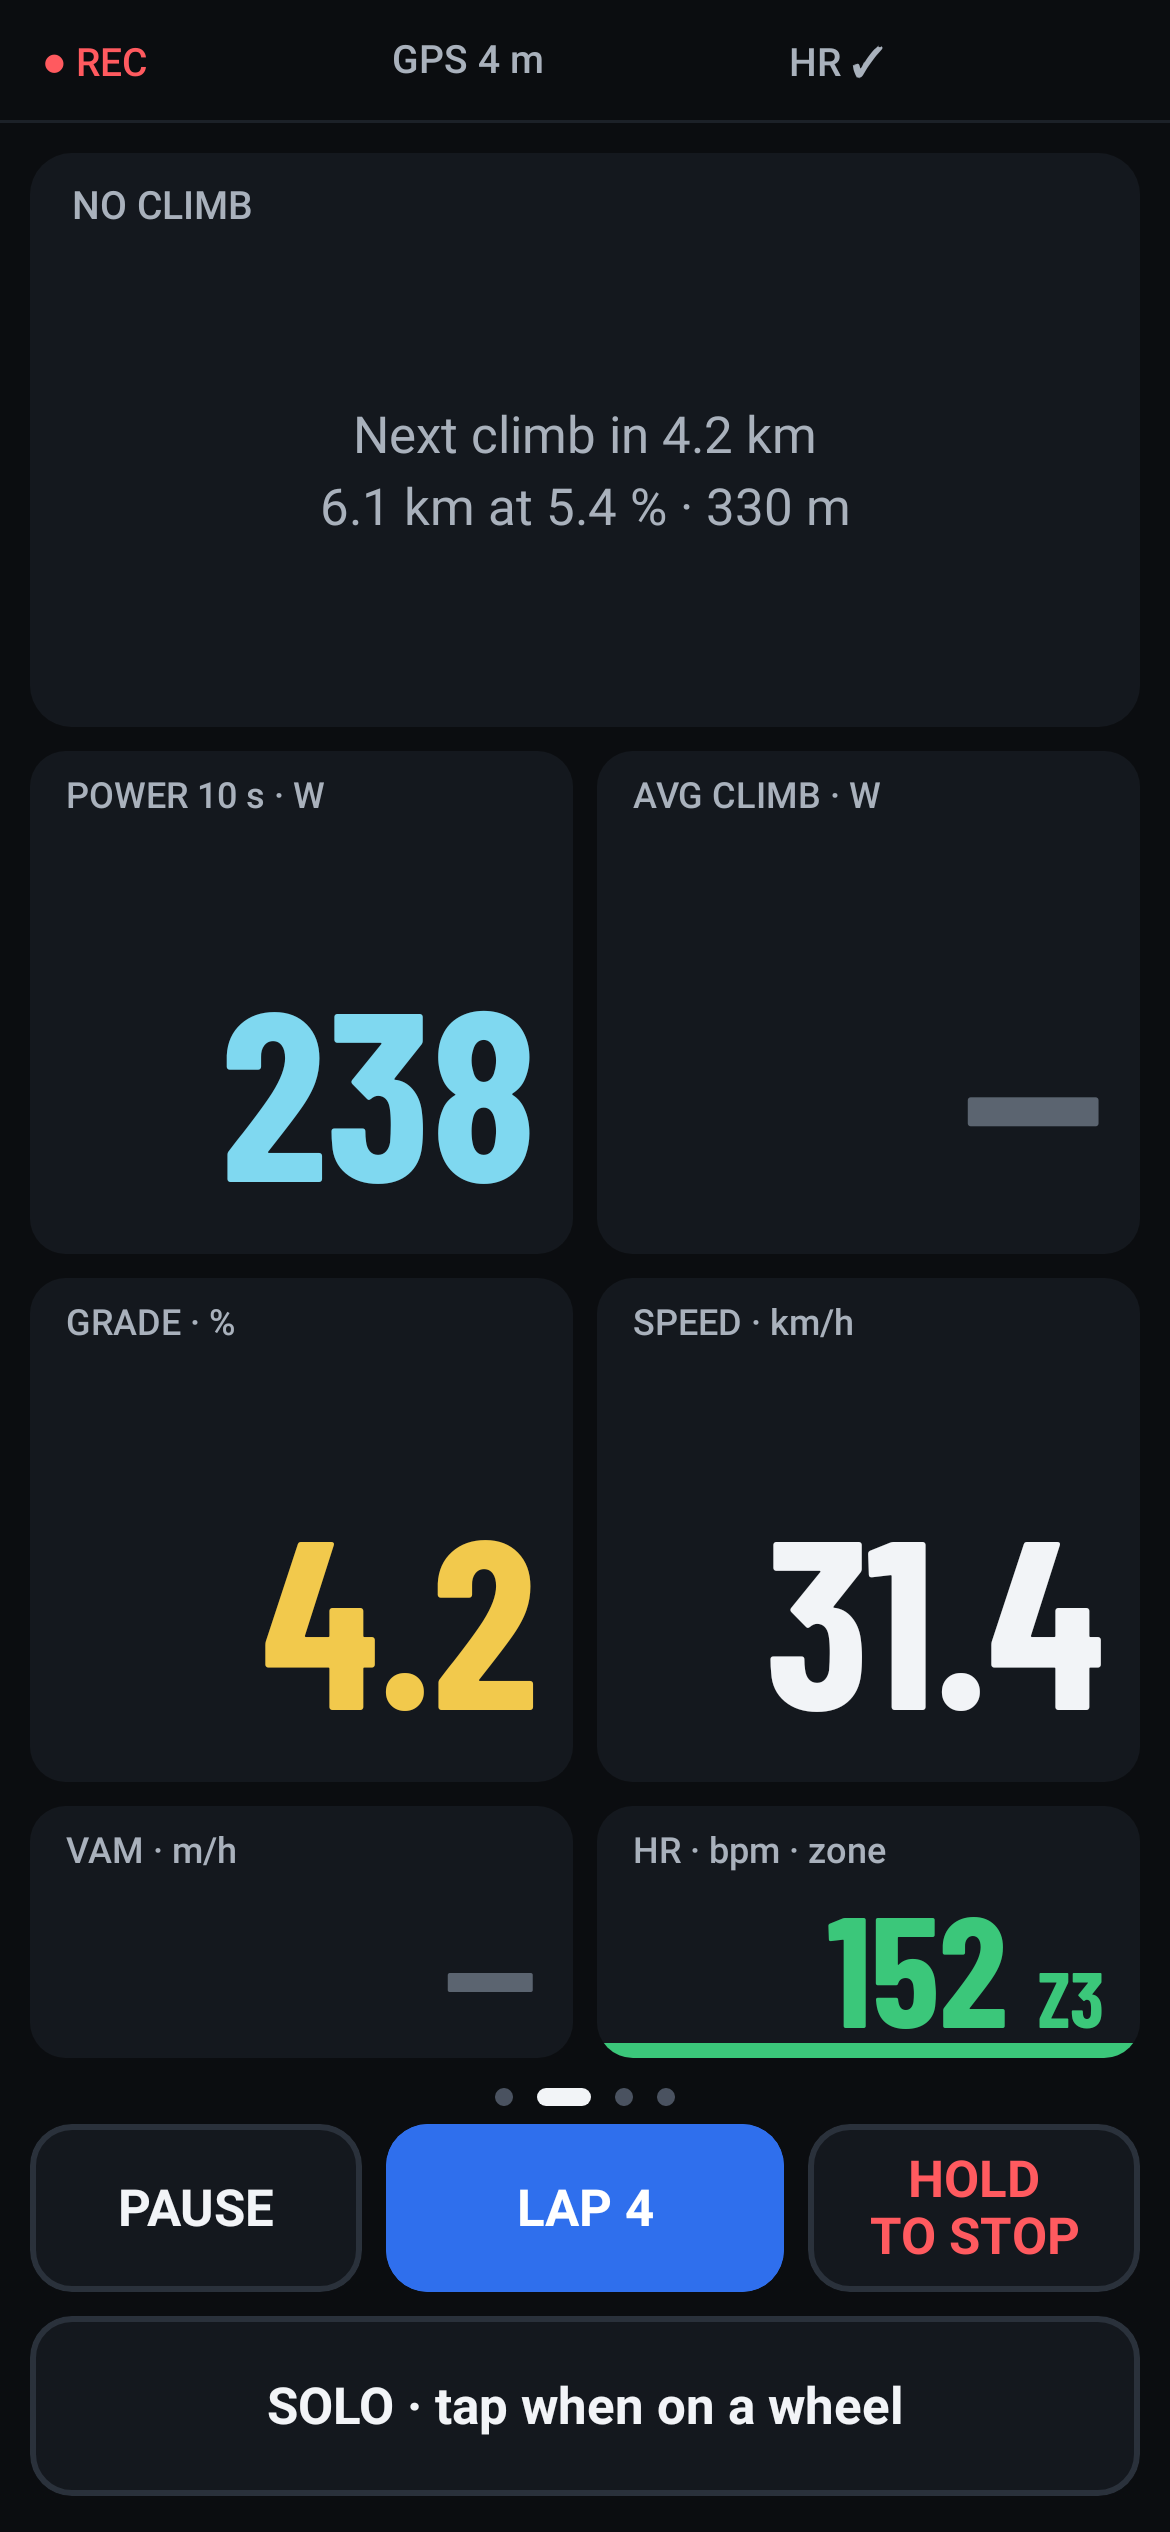 ● REC
GPS 4 m
HR ✓
NO CLIMB
Next climb in 4.2 km
6.1 km at 5.4 % · 330 m
POWER 10 s · W
AVG CLIMB · W
238
—
GRADE · %
SPEED · km/h
4.2
31.4
VAM · m/h
HR · bpm · zone
—
152 Z3
PAUSE
LAP 4
HOLD
TO STOP
SOLO · tap when on a wheel